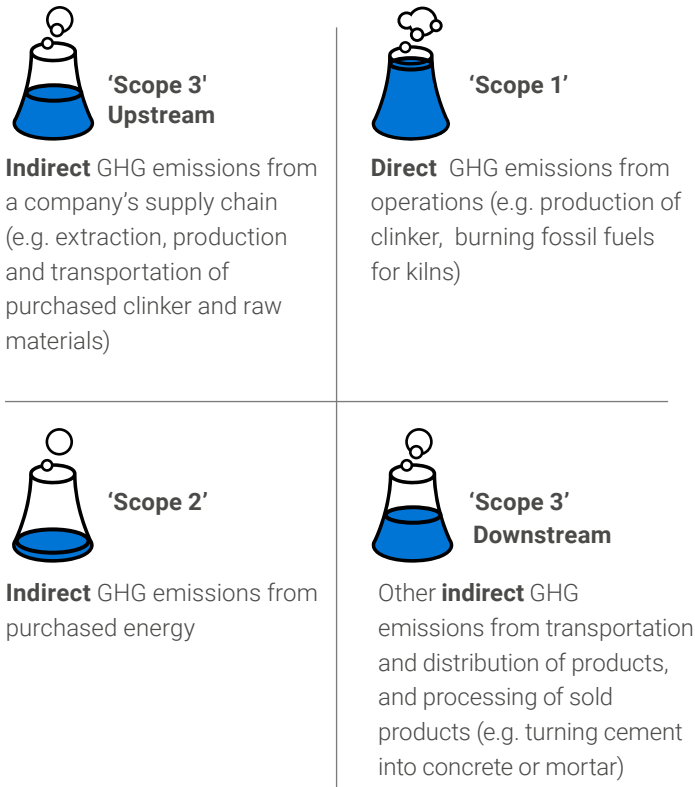 ‘Scope 3'
Upstream
Indirect GHG emissions from
a company’s supply chain
(e.g. extraction, production
and transportation of
purchased clinker and raw
materials)
‘Scope 1’
Direct  GHG emissions from
operations (e.g. production of
clinker,  burning fossil fuels
for kilns)
‘Scope 2’
Indirect GHG emissions from
purchased energy
‘Scope 3’
Downstream
Other indirect GHG
emissions from transportation
and distribution of products,
and processing of sold
products (e.g. turning cement
into concrete or mortar)